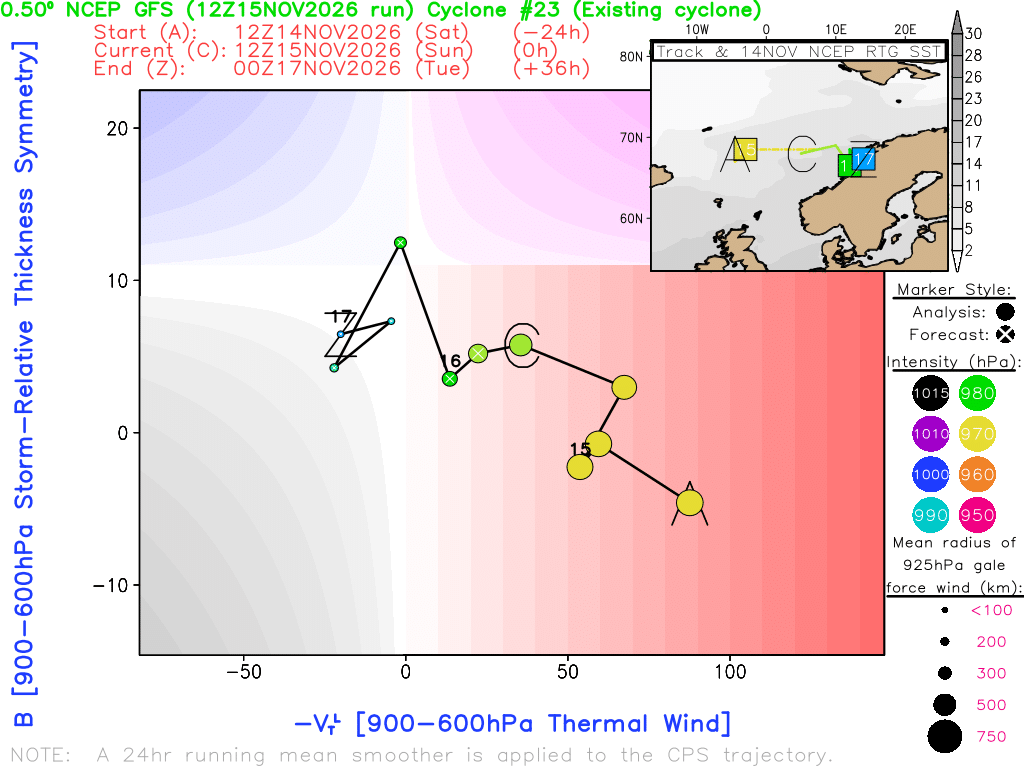 0.50° NCEP GFS (12Z15NOV2026 run) Cyclone #23 (Existing cyclone)
Start (A): 12Z14NOV2026 (Sat) (−24h)
Current (C): 12Z15NOV2026 (Sun) (0h)
End (Z): 00Z17NOV2026 (Tue) (+36h)
10W 0 10E 20E
Track & 14NOV NCEP RTG SST
80N
70N
60N
A 5 C 1 17
30
28
26
23
20
17
14
11
8
5
2
B [900−600hPa Storm−Relative Thickness Symmetry]
20
10
0
−10
17
Z
16
C
15
A
−50 0 50 100
−VTL [900−600hPa Thermal Wind]
Marker Style:
Analysis:
Forecast:
Intensity (hPa):
1015 980
1010 970
1000 960
990 950
Mean radius of
925hPa gale
force wind (km):
<100
200
300
500
750
NOTE: A 24hr running mean smoother is applied to the CPS trajectory.